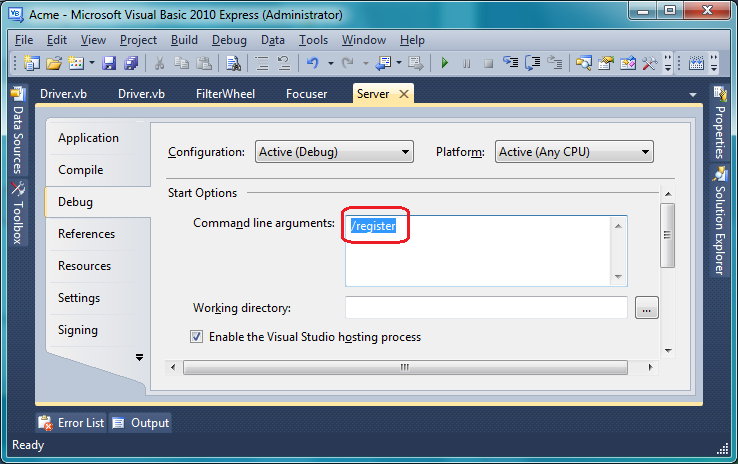 Acme - Microsoft Visual Basic 2010 Express (Administrator)
File Edit View Project Build Debug Data Tools Window Help
Driver.vb Driver.vb FilterWheel Focuser Server
Data Sources
Toolbox
Properties
Solution Explorer
Application
Compile
Debug
References
Resources
Settings
Signing
Configuration: Active (Debug) Platform: Active (Any CPU)
Start Options
Command line arguments: /register
Working directory: ...
Enable the Visual Studio hosting process
Error List Output
Ready